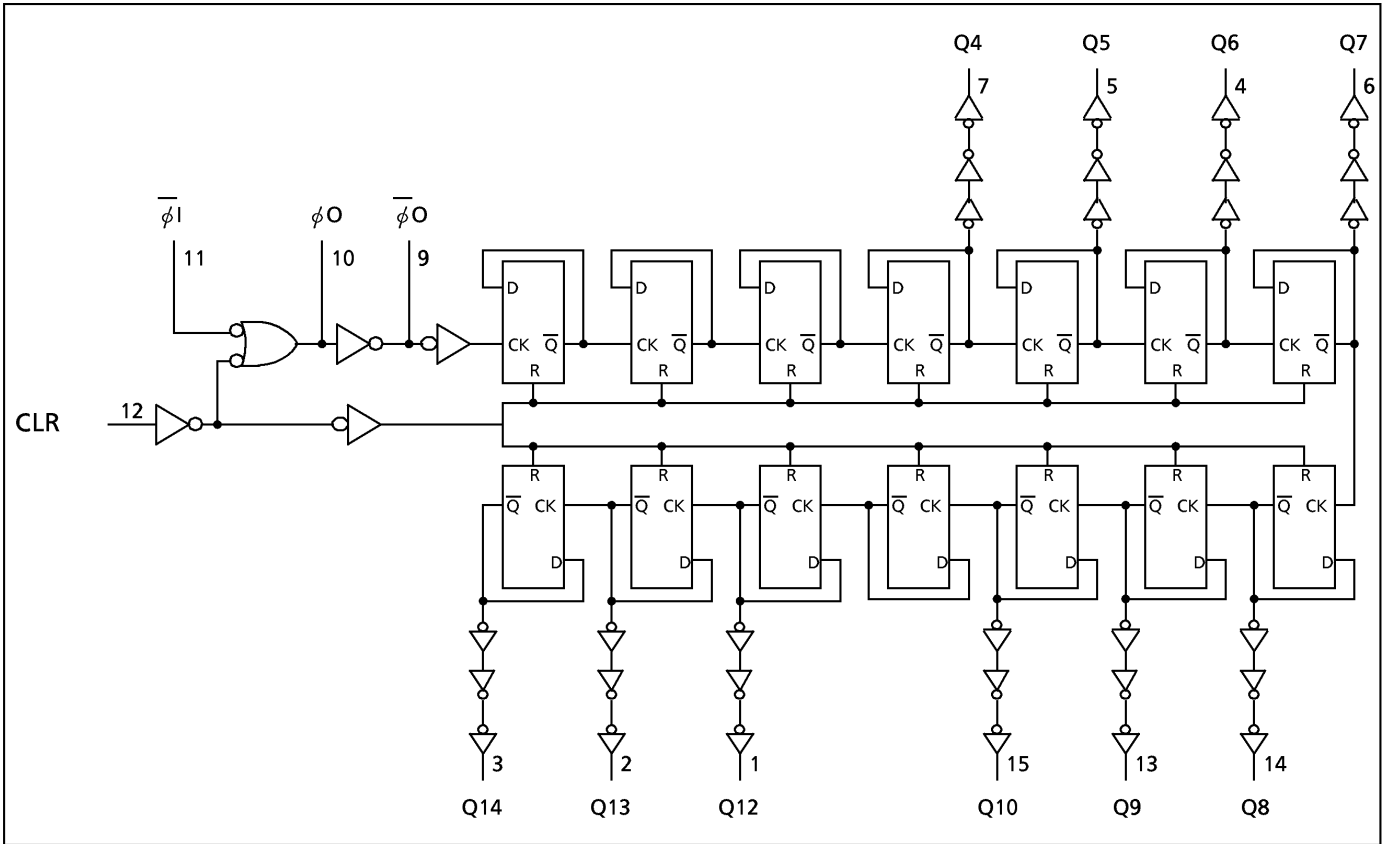 Q4 Q5 Q6 Q7
7 5 4 6
φ̅I φO φ̅O
11 10 9
D D D D D D D
CK Q̅ CK Q̅ CK Q̅ CK Q̅ CK Q̅ CK Q̅ CK Q̅
R R R R R R R
CLR 12
R R R R R R R
Q̅ CK Q̅ CK Q̅ CK Q̅ CK Q̅ CK Q̅ CK Q̅ CK
D D D D D D D
3 2 1 15 13 14
Q14 Q13 Q12 Q10 Q9 Q8